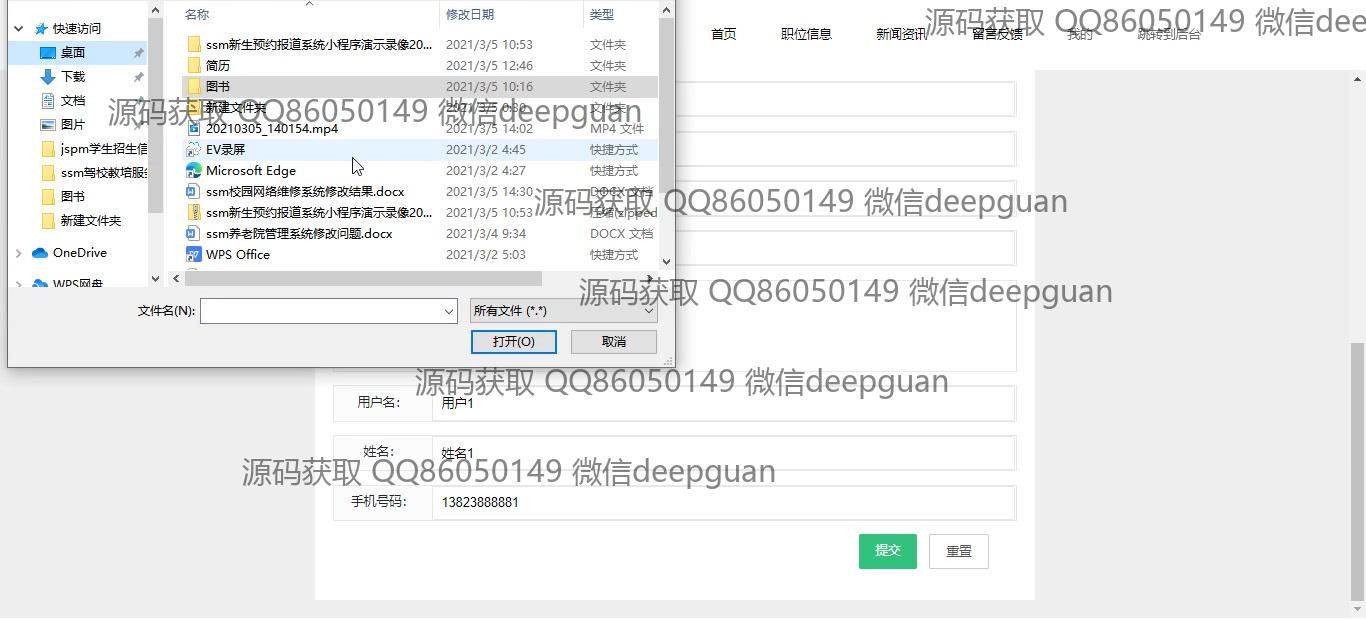 名称 修改日期 类型
快速访问
桌面
下载
文档
图片
jspm学生招生信
ssm驾校教培服务
图书
新建文件夹
OneDrive
WPS网盘
ssm新生预约报道系统小程序演示录像20... 2021/3/5 10:53 文件夹
简历 2021/3/5 12:46 文件夹
图书 2021/3/5 10:16 文件夹
新建文件夹 2021/3/5 0:30 文件夹
20210305_140154.mp4 2021/3/5 14:02 MP4 文件
EV录屏 2021/3/2 4:45 快捷方式
Microsoft Edge 2021/3/2 4:27 快捷方式
ssm校园网络维修系统修改结果.docx 2021/3/5 14:30 DOCX 文档
ssm新生预约报道系统小程序演示录像20... 2021/3/5 10:53 压缩(zipped
ssm养老院管理系统修改问题.docx 2021/3/4 9:34 DOCX 文档
WPS Office 2021/3/2 5:03 快捷方式
文件名(N): 所有文件 (*.*)
打开(O) 取消
首页 职位信息 新闻资讯 留言反馈 我的 跳转到后台
用户名: 用户1
姓名: 姓名1
手机号码: 13823888881
提交 重置
源码获取 QQ86050149 微信dee
源码获取 QQ86050149 微信deepguan
源码获取 QQ86050149 微信deepguan
源码获取 QQ86050149 微信deepguan
源码获取 QQ86050149 微信deepguan
源码获取 QQ86050149 微信deepguan